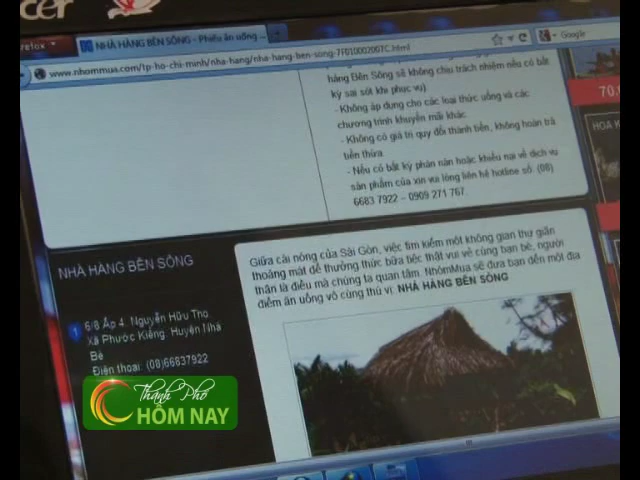 cer
NHÀ HÀNG BÊN SÔNG - Phiếu ăn uống ...
www.nhommua.com/tp-ho-chi-minh/nha-hang/nha-hang-ben-song-7F010002007C.html
Google
hàng Bên Sông sẽ không chịu trách nhiệm nếu có bất
kỳ sai sót khi phục vụ)
- Không áp dụng cho các loại thức uống và các
chương trình khuyến mãi khác.
- Không có giá trị quy đổi thành tiền, không hoàn trả
tiền thừa.
- Nếu có bất kỳ phàn nàn hoặc khiếu nại về dịch vụ
sản phẩm của xin vui lòng liên hệ hotline số: (08)
6683 7922 – 0909 271 767.
70.
HOA K
NHÀ HÀNG BÊN SÔNG
1 6/8 Ấp 4, Nguyễn Hữu Thọ,
Xã Phước Kiểng, Huyện Nhà
Bè
Điện thoại: (08)66837922
Giữa cái nóng của Sài Gòn, việc tìm kiếm một không gian thư giãn
thoáng mát để thưởng thức bữa tiệc thật vui vẻ cùng bạn bè, người
thân là điều mà chúng ta quan tâm. NhómMua sẽ đưa bạn đến một địa
điểm ăn uống vô cùng thú vị: NHÀ HÀNG BÊN SÔNG
Thành Phố
HÔM NAY